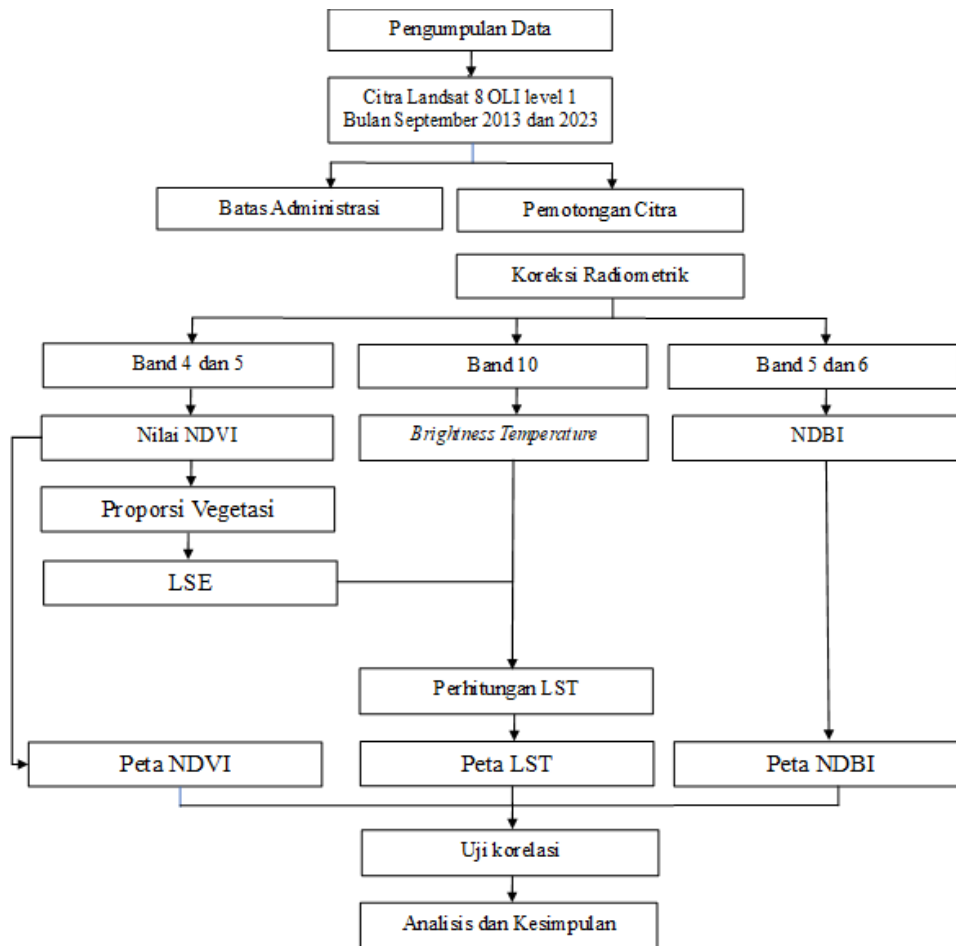 Pengumpulan Data
Citra Landsat 8 OLI level 1
Bulan September 2013 dan 2023
Batas Administrasi
Pemotongan Citra
Koreksi Radiometrik
Band 4 dan 5
Band 10
Band 5 dan 6
Nilai NDVI
Brightness Temperature
NDBI
Proporsi Vegetasi
LSE
Perhitungan LST
Peta NDVI
Peta LST
Peta NDBI
Uji korelasi
Analisis dan Kesimpulan